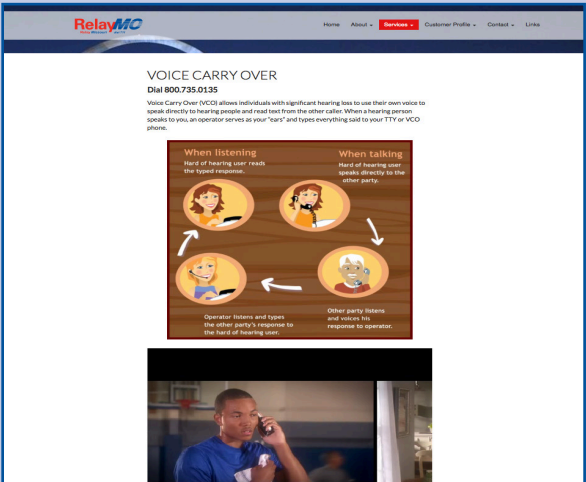 RelayMO
Relay Missouri
Home About Services Customer Profile Contact Links
VOICE CARRY OVER
Dial 800.735.0135
Voice Carry Over (VCO) allows individuals with significant hearing loss to use their own voice to
speak directly to hearing people and read text from the other caller. When a hearing person
speaks to you, an operator serves as your "ears" and types everything said to your TTY or VCO
phone.
When listening
Hard of hearing user reads
the typed response.
When talking
Hard of hearing user
speaks directly to the
other party.
Operator listens and types
the other party's response to
the hard of hearing user.
Other party listens
and voices his
response to operator.